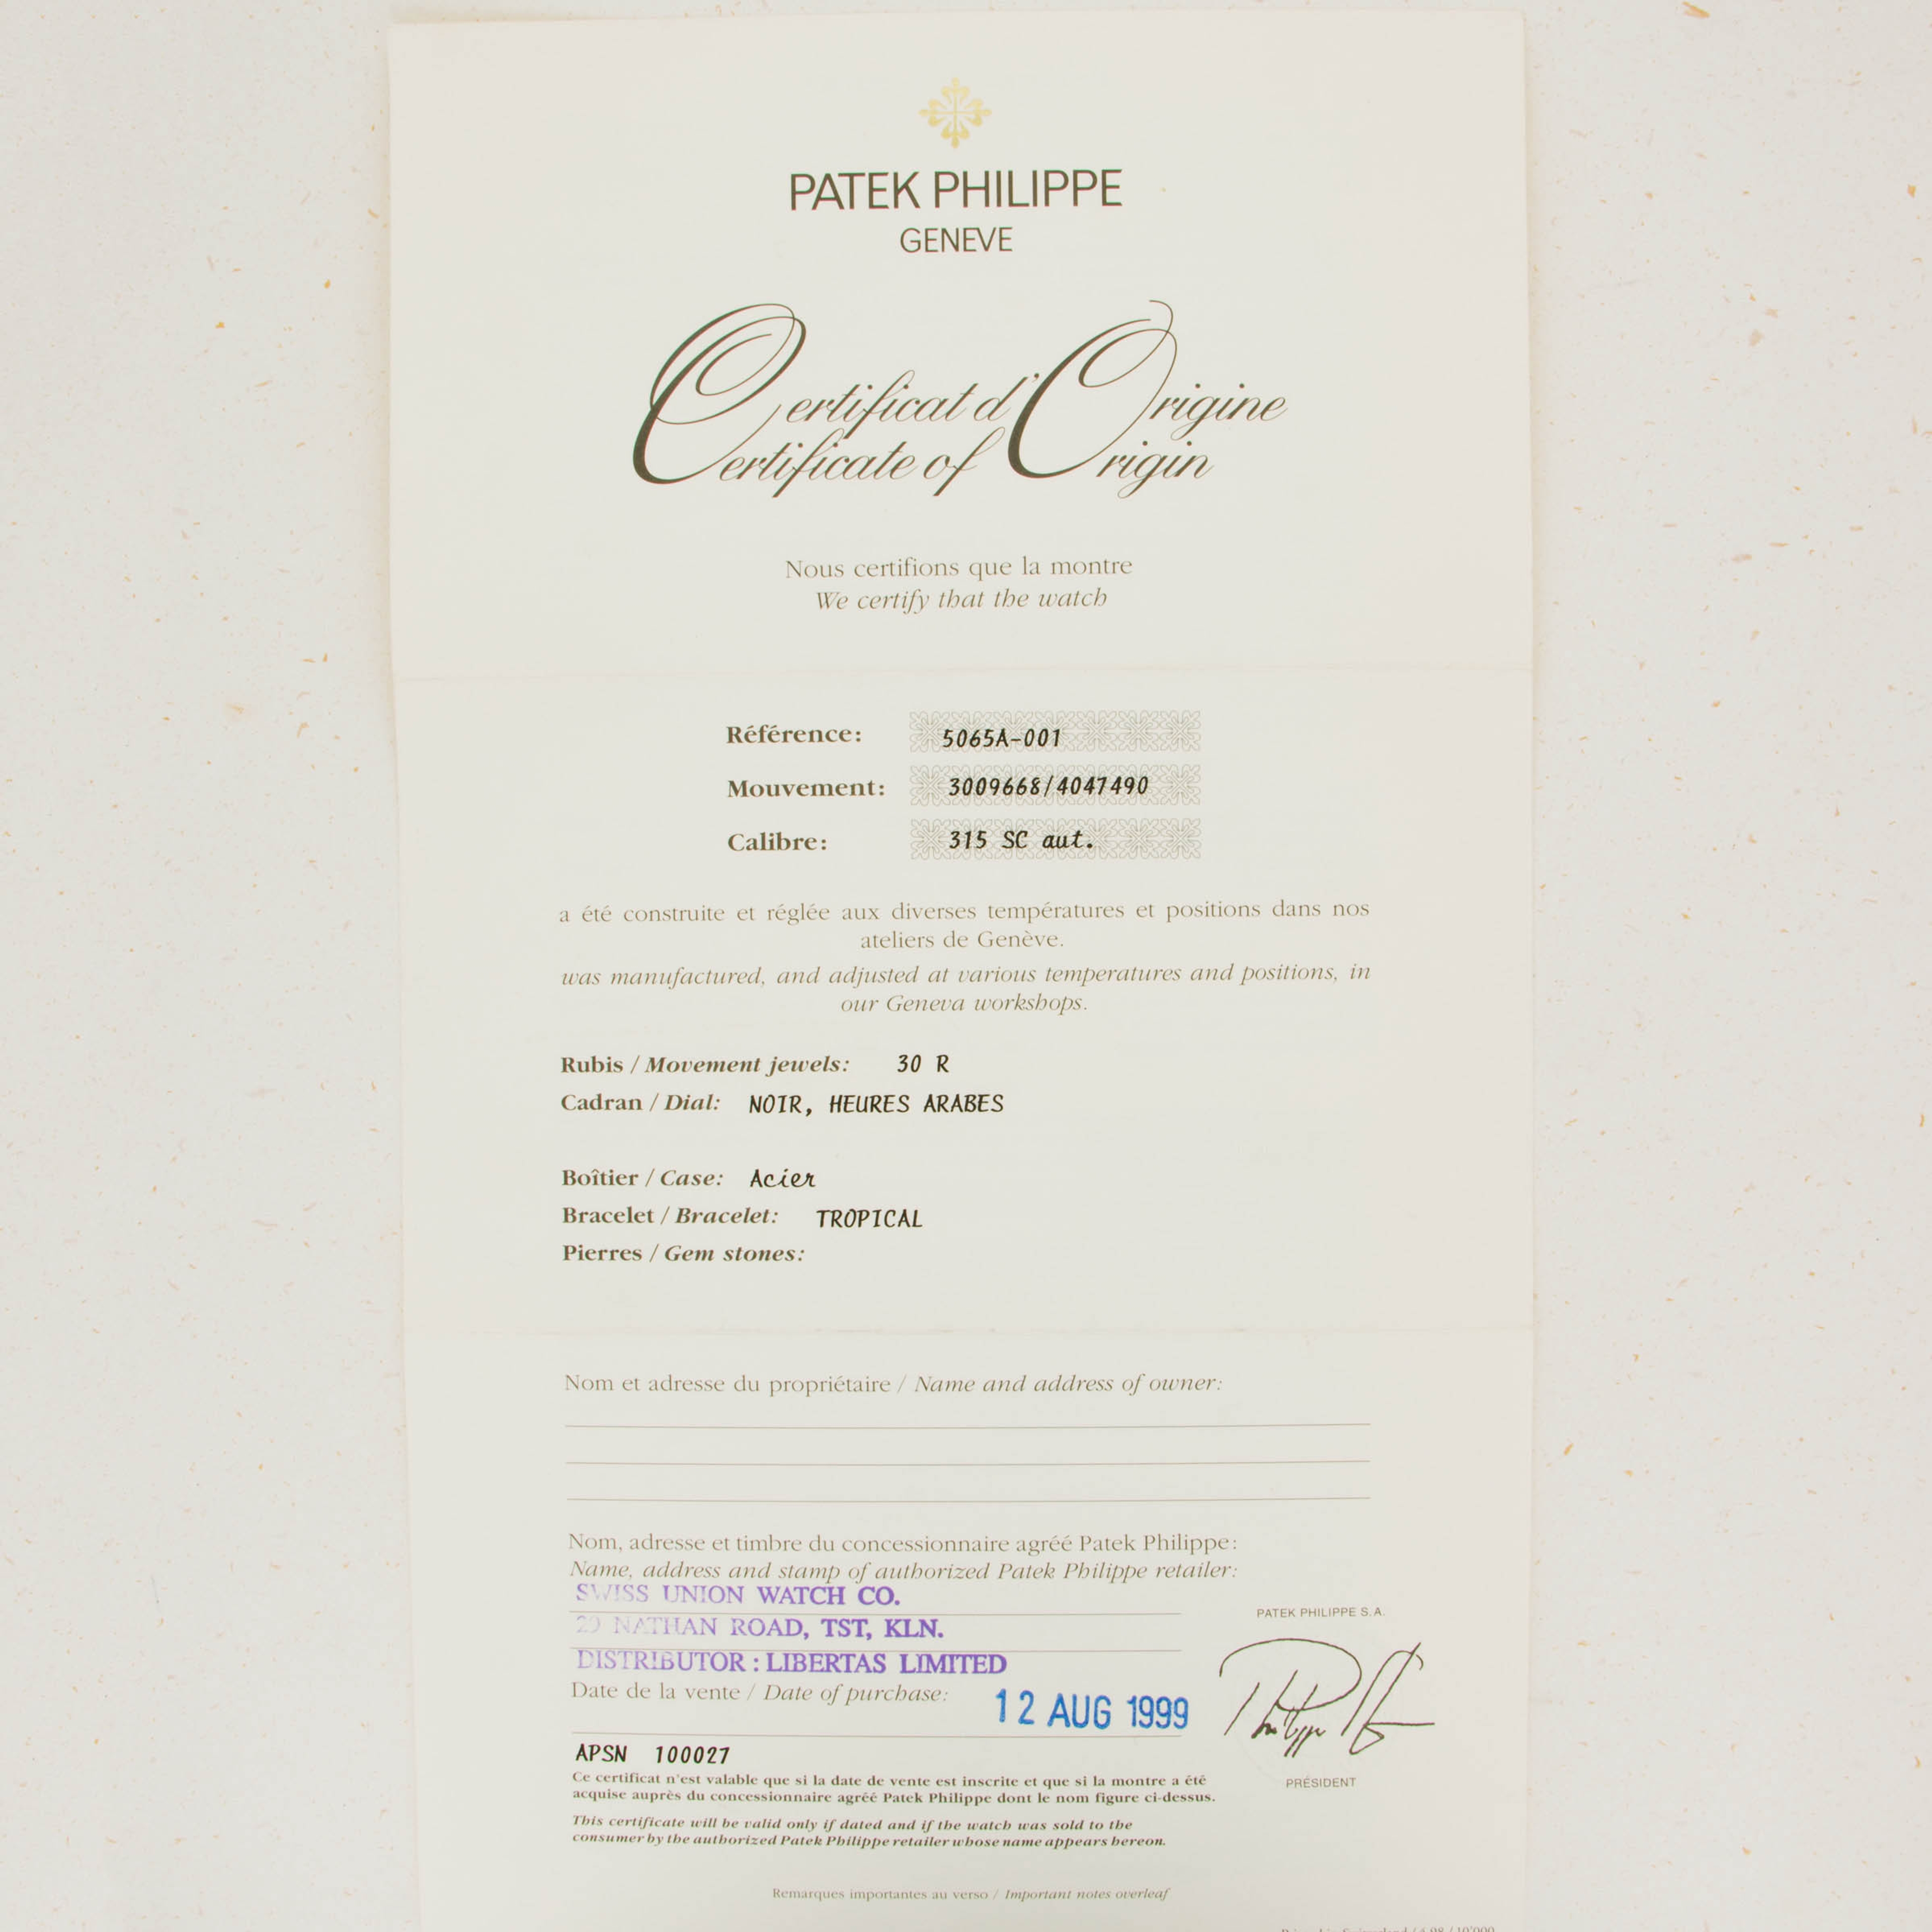 PATEK PHILIPPE
GENEVE
Certificat d'Origine
Certificate of Origin
Nous certifions que la montre
We certify that the watch
Référence: 5065A-001
Mouvement: 3009668/4047490
Calibre: 315 SC aut.
a été construite et réglée aux diverses températures et positions dans nos
ateliers de Genève.
was manufactured, and adjusted at various temperatures and positions, in
our Geneva workshops.
Rubis / Movement jewels: 30 R
Cadran / Dial: NOIR, HEURES ARABES
Boîtier / Case: Acier
Bracelet / Bracelet: TROPICAL
Pierres / Gem stones:
Nom et adresse du propriétaire / Name and address of owner:
Nom, adresse et timbre du concessionnaire agréé Patek Philippe:
Name, address and stamp of authorized Patek Philippe retailer:
SWISS UNION WATCH CO.
NATHAN ROAD, TST, KLN.
DISTRIBUTOR : LIBERTAS LIMITED
Date de la vente / Date of purchase: 12 AUG 1999
PATEK PHILIPPE S.A.
PRÉSIDENT
APSN 100027
Ce certificat n'est valable que si la date de vente est inscrite et que si la montre a été
acquise auprès du concessionnaire agréé Patek Philippe dont le nom figure ci-dessus.
This certificate will be valid only if dated and if the watch was sold to the
consumer by the authorized Patek Philippe retailer whose name appears hereon.
Remarques importantes au verso / Important notes overleaf